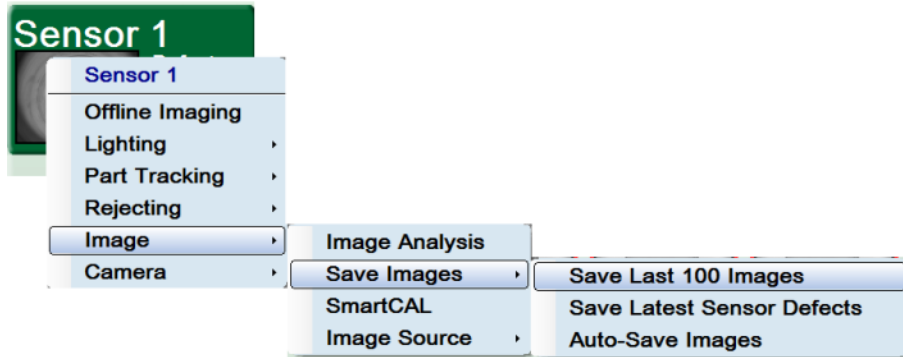 Sensor 1
Sensor 1
Offline Imaging
Lighting
Part Tracking
Rejecting
Image
Camera
Image Analysis
Save Images
SmartCAL
Image Source
Save Last 100 Images
Save Latest Sensor Defects
Auto-Save Images